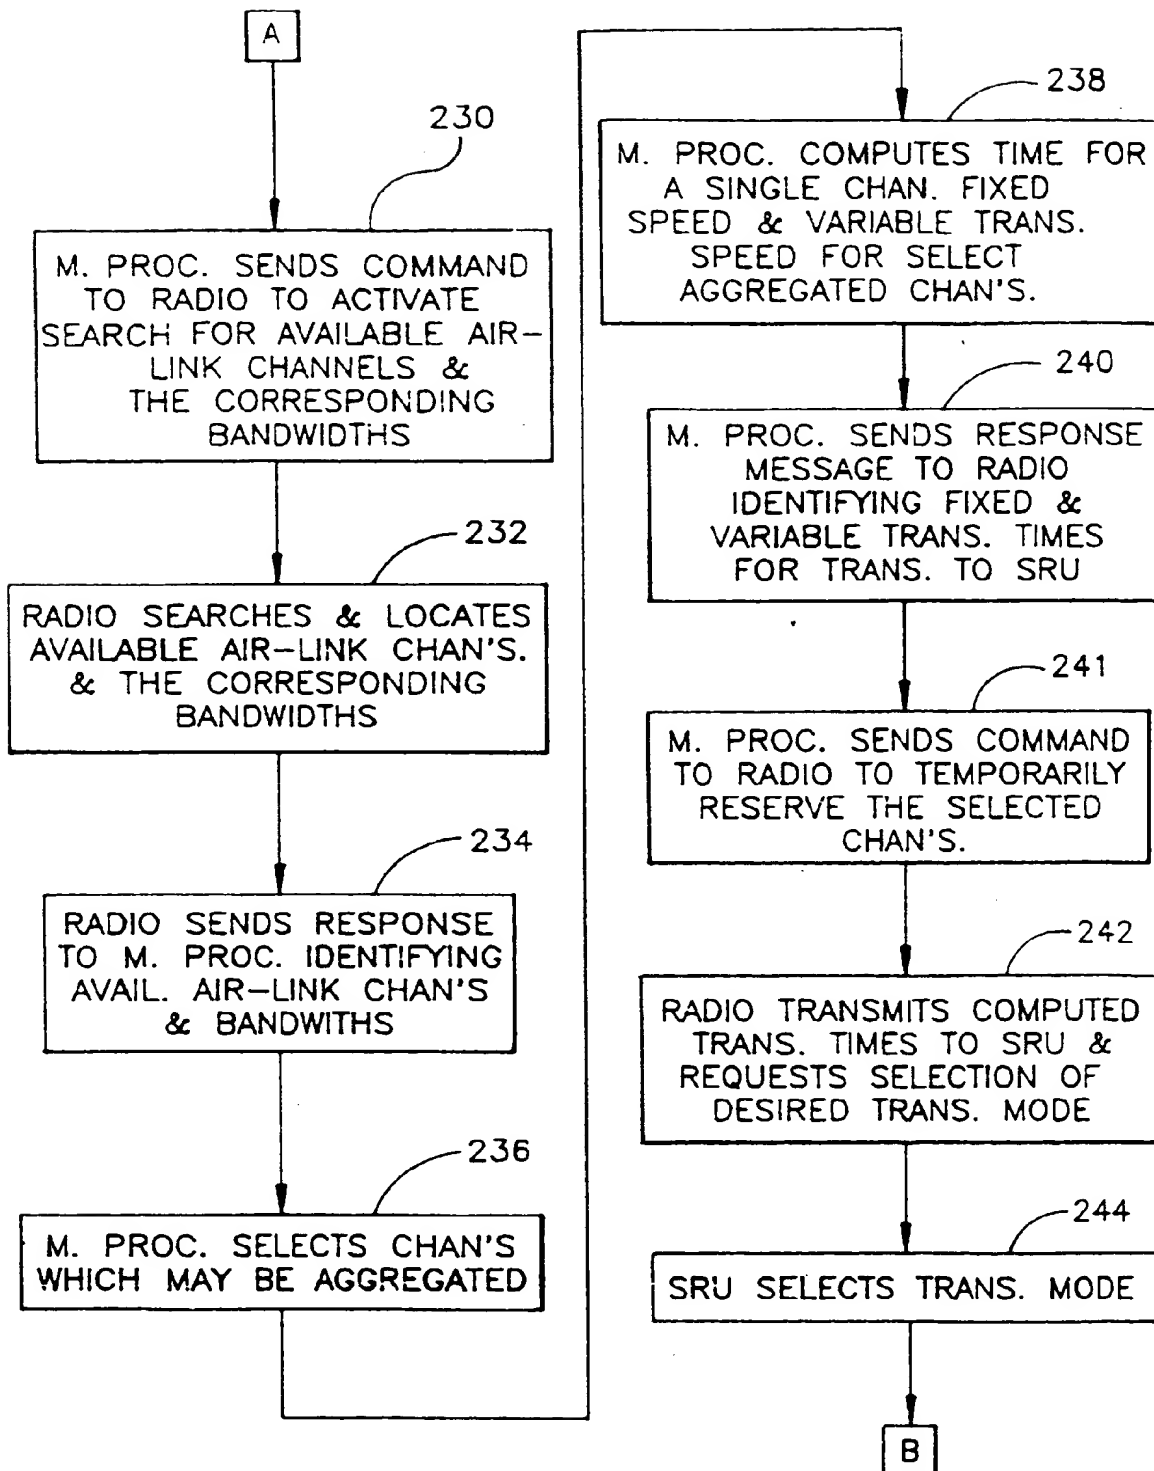 A
230
M. PROC. SENDS COMMAND
TO RADIO TO ACTIVATE
SEARCH FOR AVAILABLE AIR-
LINK CHANNELS &
THE CORRESPONDING
BANDWIDTHS
232
RADIO SEARCHES & LOCATES
AVAILABLE AIR-LINK CHAN'S.
& THE CORRESPONDING
BANDWIDTHS
234
RADIO SENDS RESPONSE
TO M. PROC. IDENTIFYING
AVAIL. AIR-LINK CHAN'S
& BANDWITHS
236
M. PROC. SELECTS CHAN'S
WHICH MAY BE AGGREGATED
238
M. PROC. COMPUTES TIME FOR
A SINGLE CHAN. FIXED
SPEED & VARIABLE TRANS.
SPEED FOR SELECT
AGGREGATED CHAN'S.
240
M. PROC. SENDS RESPONSE
MESSAGE TO RADIO
IDENTIFYING FIXED &
VARIABLE TRANS. TIMES
FOR TRANS. TO SRU
241
M. PROC. SENDS COMMAND
TO RADIO TO TEMPORARILY
RESERVE THE SELECTED
CHAN'S.
242
RADIO TRANSMITS COMPUTED
TRANS. TIMES TO SRU &
REQUESTS SELECTION OF
DESIRED TRANS. MODE
244
SRU SELECTS TRANS. MODE
B